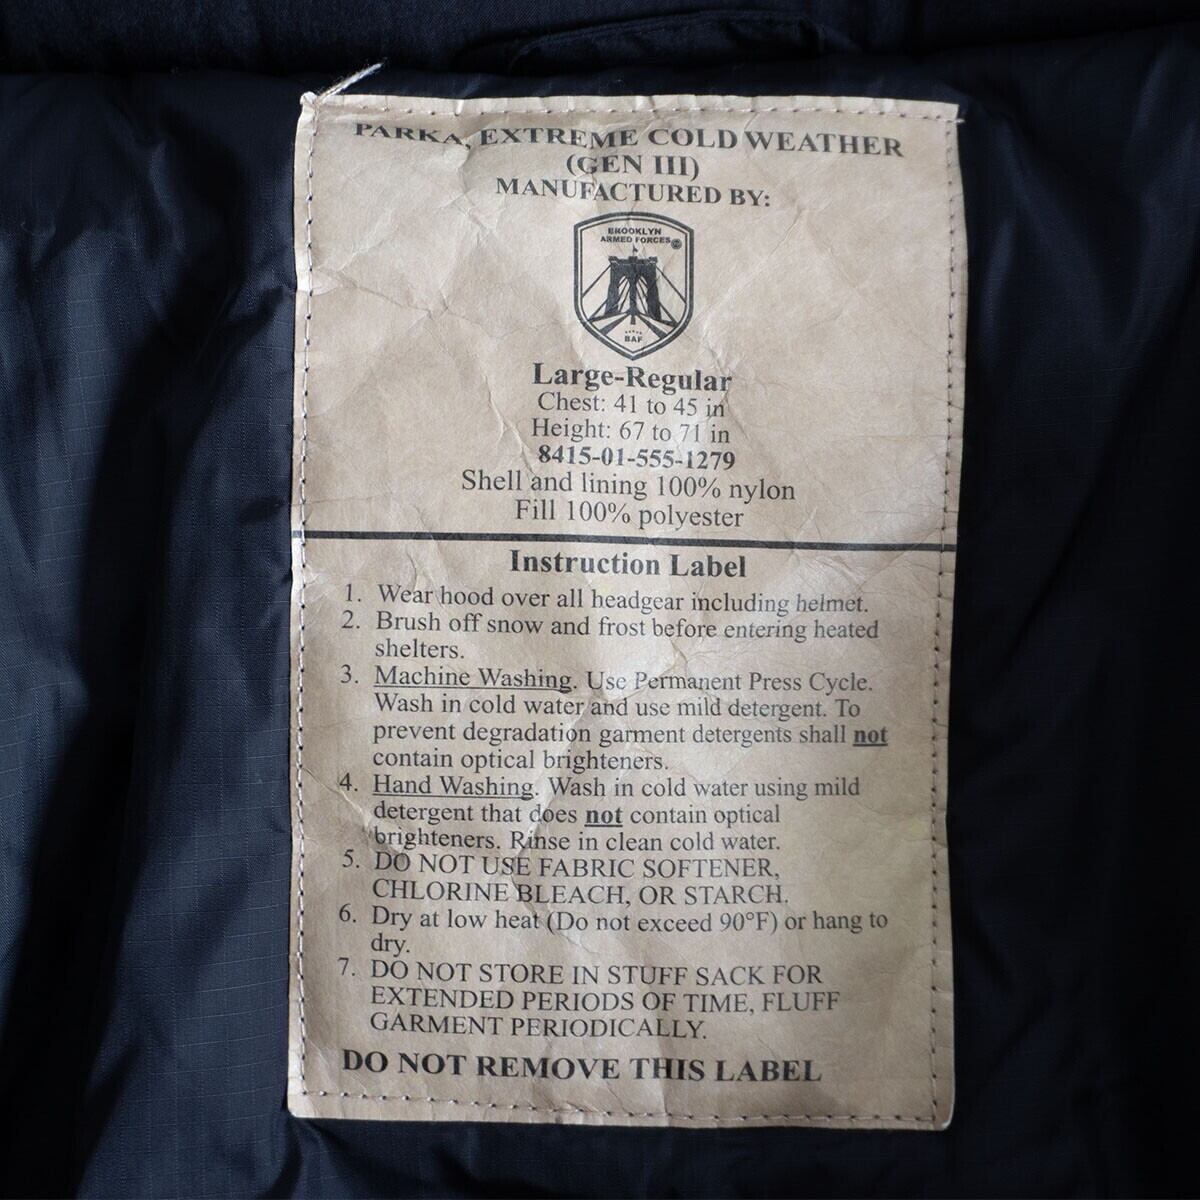 PARKA, EXTREME COLD WEATHER
(GEN III)
MANUFACTURED BY:
BROOKLYN
ARMED FORCES
BAF
Large-Regular
Chest: 41 to 45 in
Height: 67 to 71 in
8415-01-555-1279
Shell and lining 100% nylon
Fill 100% polyester
Instruction Label
1. Wear hood over all headgear including helmet.
2. Brush off snow and frost before entering heated
shelters.
3. Machine Washing. Use Permanent Press Cycle.
Wash in cold water and use mild detergent. To
prevent degradation garment detergents shall not
contain optical brighteners.
4. Hand Washing. Wash in cold water using mild
detergent that does not contain optical
brighteners. Rinse in clean cold water.
5. DO NOT USE FABRIC SOFTENER,
CHLORINE BLEACH, OR STARCH.
6. Dry at low heat (Do not exceed 90°F) or hang to
dry.
7. DO NOT STORE IN STUFF SACK FOR
EXTENDED PERIODS OF TIME, FLUFF
GARMENT PERIODICALLY.
DO NOT REMOVE THIS LABEL